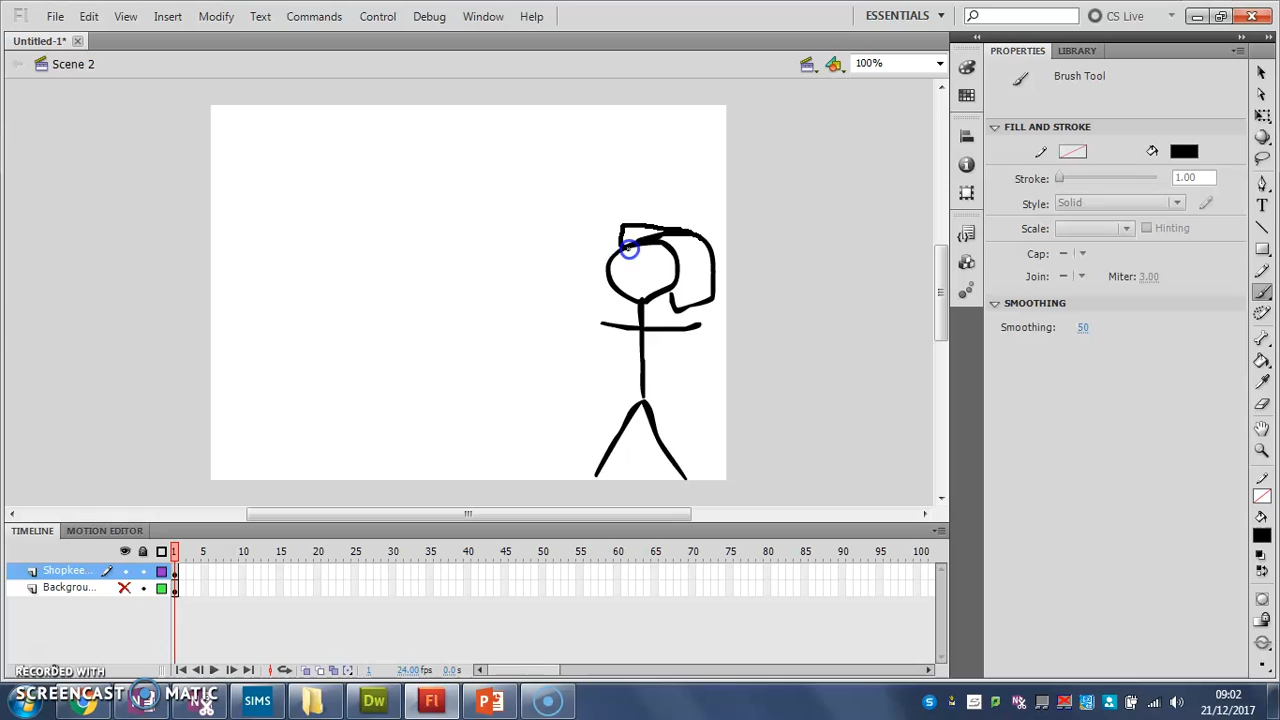 Fl File Edit View Insert Modify Text Commands Control Debug Window Help ESSENTIALS CS Live
Untitled-1*
Scene 2 100%
PROPERTIES LIBRARY
Brush Tool
FILL AND STROKE
Stroke: 1.00
Style: Solid
Scale: Hinting
Cap:
Join: Miter: 3.00
SMOOTHING
Smoothing: 50
TIMELINE MOTION EDITOR
1 5 10 15 20 25 30 35 40 45 50 55 60 65 70 75 80 85 90 95 100
Shopkee...
Backgrou...
1 24.00fps 0.0s
RECORDED WITH
SCREENCAST MATIC
SIMS Dw Fl P
09:02
21/12/2017